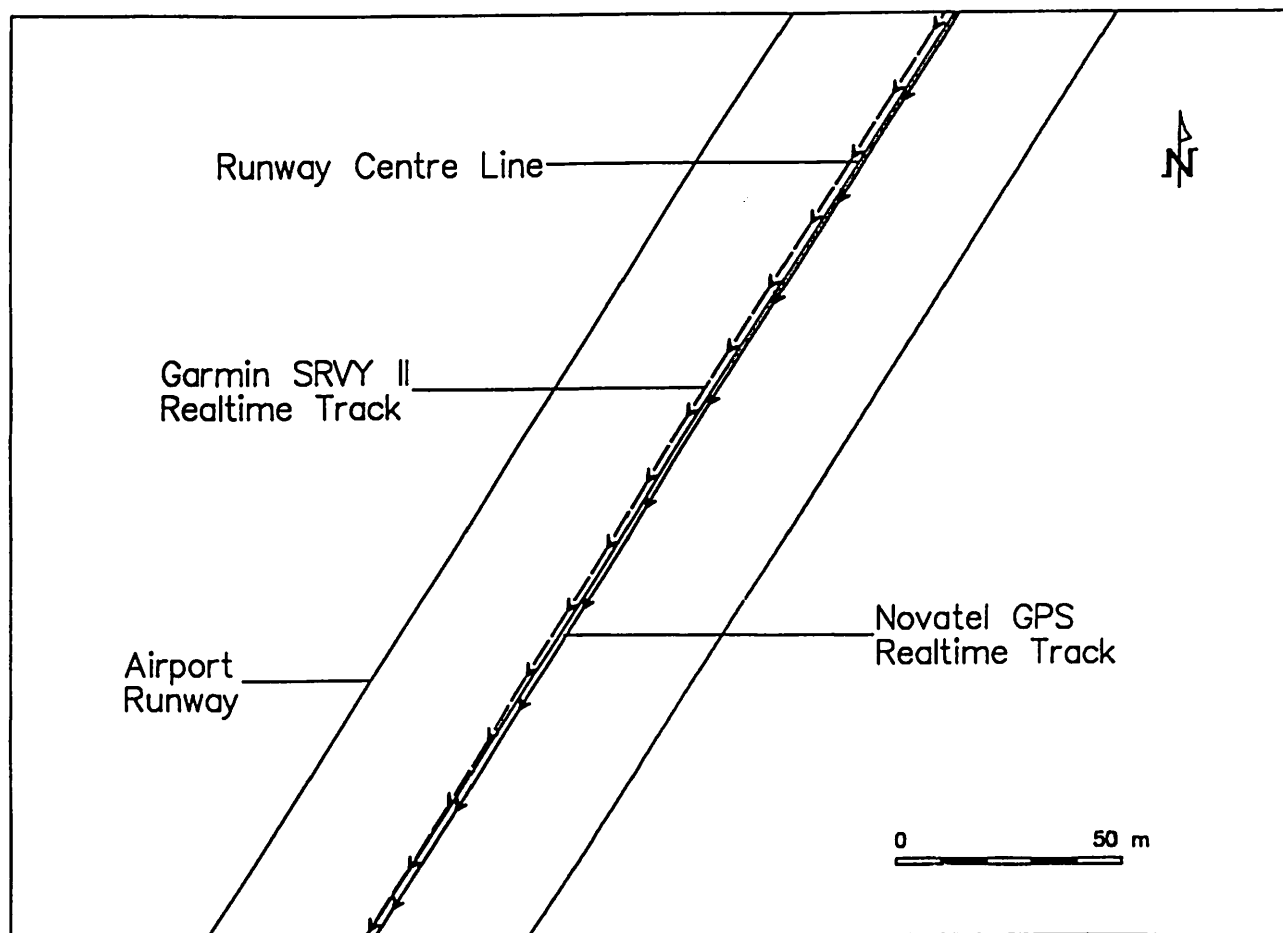 N
Runway Centre Line
Garmin SRVY II
Realtime Track
Novatel GPS
Realtime Track
Airport
Runway
0 50 m